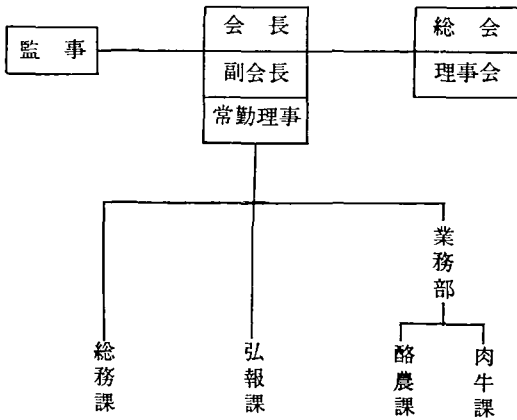 監事
会長
副会長
常勤理事
総会
理事会
業務部
総務課
弘報課
酪農課
肉牛課